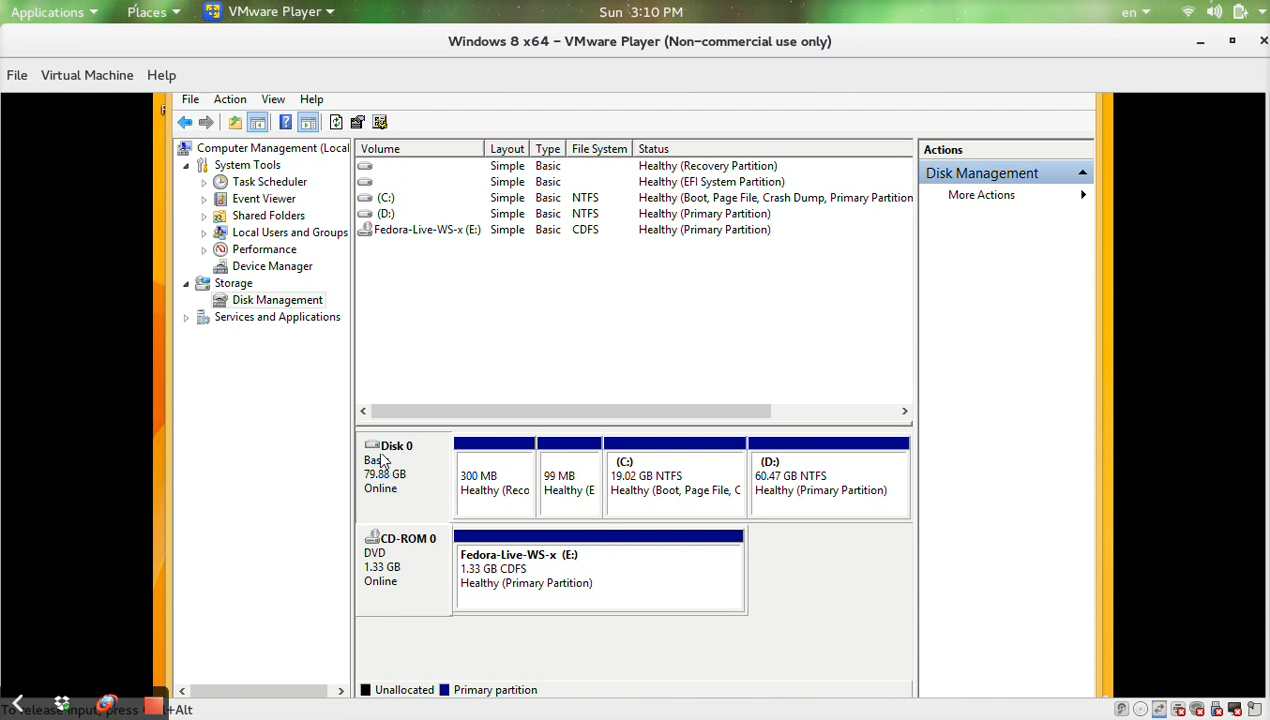 Applications Places VMware Player Sun 3:10 PM en
Windows 8 x64 – VMware Player (Non-commercial use only)
File Virtual Machine Help
File Action View Help
Computer Management (Local
System Tools
Task Scheduler
Event Viewer
Shared Folders
Local Users and Groups
Performance
Device Manager
Storage
Disk Management
Services and Applications
Volume Layout Type File System Status
Simple Basic Healthy (Recovery Partition)
Simple Basic Healthy (EFI System Partition)
(C:) Simple Basic NTFS Healthy (Boot, Page File, Crash Dump, Primary Partition
(D:) Simple Basic NTFS Healthy (Primary Partition)
Fedora-Live-WS-x (E:) Simple Basic CDFS Healthy (Primary Partition)
Actions
Disk Management
More Actions
Disk 0
Bas
79.88 GB
Online
300 MB
Healthy (Reco
99 MB
Healthy (E
(C:)
19.02 GB NTFS
Healthy (Boot, Page File, C
(D:)
60.47 GB NTFS
Healthy (Primary Partition)
CD-ROM 0
DVD
1.33 GB
Online
Fedora-Live-WS-x (E:)
1.33 GB CDFS
Healthy (Primary Partition)
Unallocated Primary partition
To release input, press +Alt